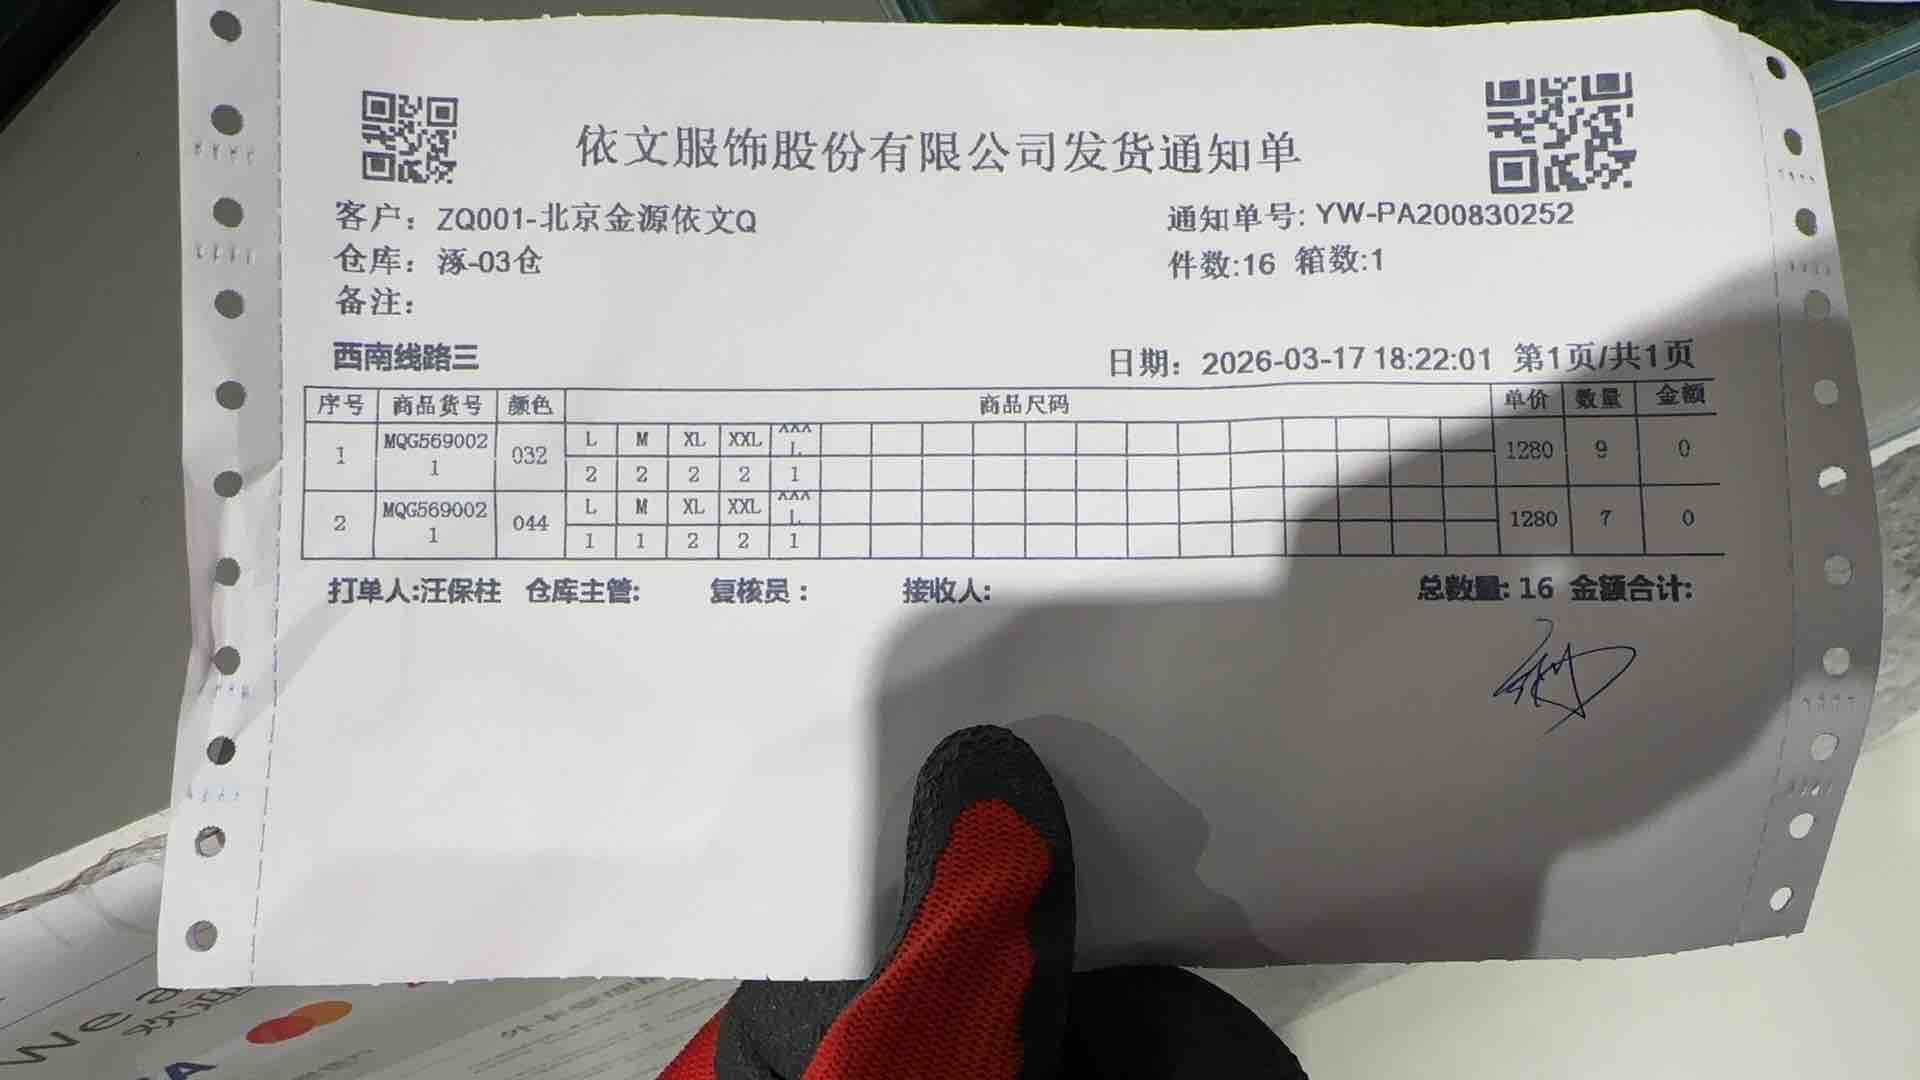 依文服饰股份有限公司发货通知单
客户：ZQ001-北京金源依文Q 通知单号: YW-PA200830252
仓库：涿-03仓 件数:16 箱数:1
备注：
西南线路三 日期：2026-03-17 18:22:01 第1页/共1页
序号 商品货号 颜色 商品尺码 单价 数量 金额
1 MQG5690021 032 L M XL XXL XXXL 1280 9 0
2 2 2 2 1
2 MQG5690021 044 L M XL XXL XXXL 1280 7 0
1 1 2 2 1
打单人:汪保柱 仓库主管: 复核员： 接收人: 总数量: 16 金额合计: